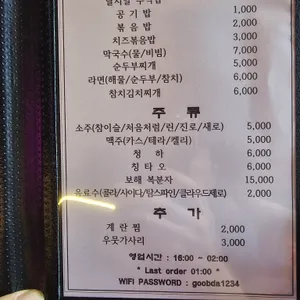 공 기 밥 1,000
볶 음 밥 2,000
치즈볶음밥 3,000
막국수(물/비빔) 7,000
순두부찌개 5,000
라면(해물/순두부/참치) 6,000
참치김치찌개 6,000
주 류
소주(참이슬/처음처럼/린/진로/새로) 5,000
맥주(카스/테라/켈리) 5,000
청 하 6,000
칭 타 오 6,000
보해 복분자 15,000
음료수(콜라/사이다/탐스파인/클라우드제로) 2,000
추 가
계 란 찜 2,000
우뭇가사리 3,000
영업시간 : 16:00 ~ 02:00
* Last order 01:00 *
WIFI PASSWORD : goobda1234